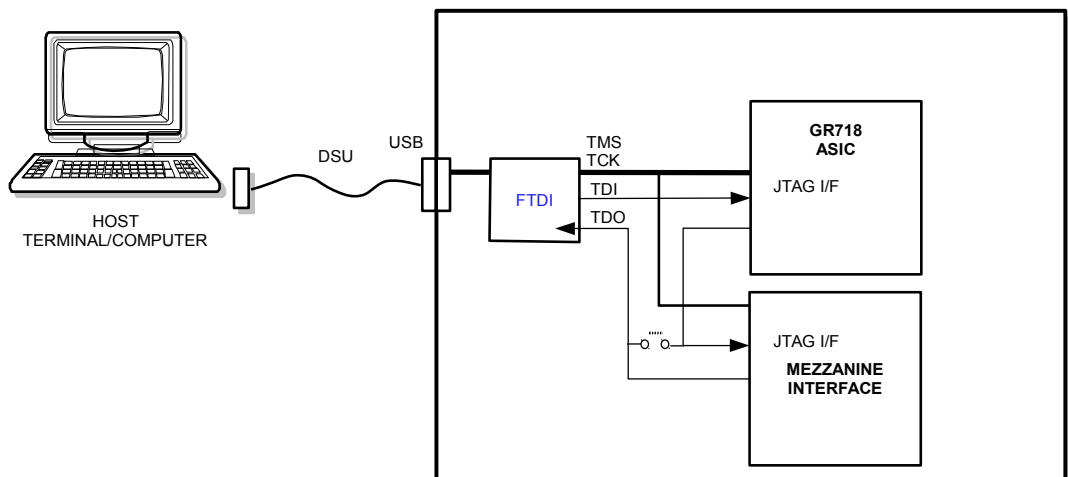 DSU
USB
HOST
TERMINAL/COMPUTER
FTDI
TMS
TCK
TDI
TDO
GR718
ASIC
JTAG I/F
JTAG I/F
MEZZANINE
INTERFACE